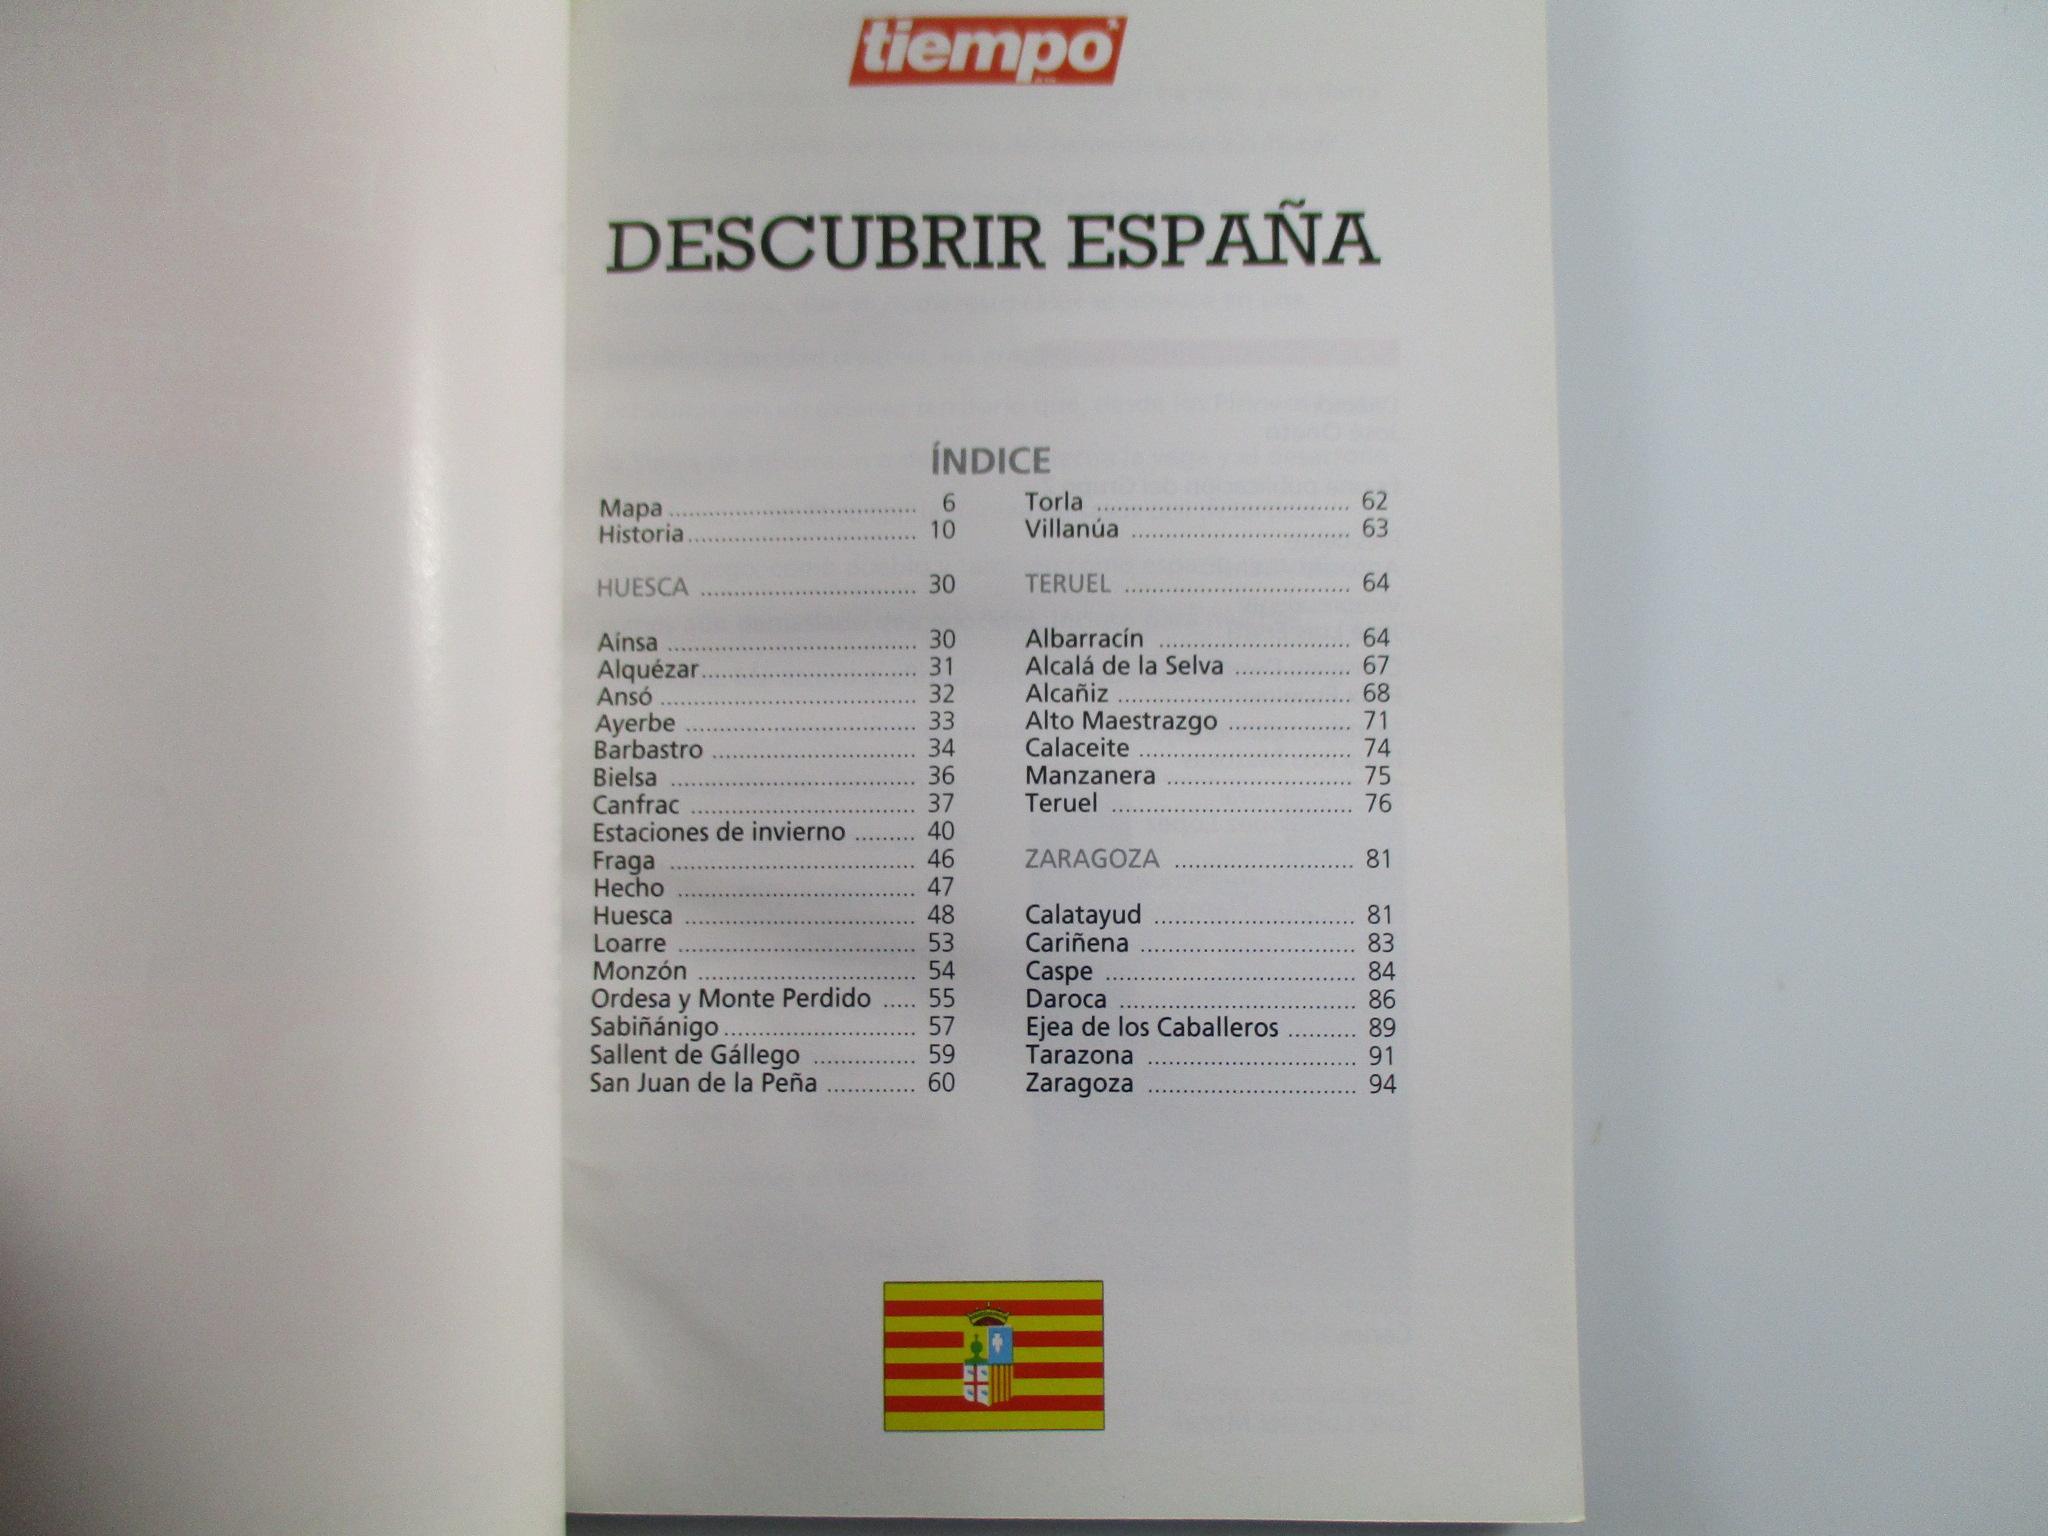 tiempo
DESCUBRIR ESPAÑA
ÍNDICE
Mapa ........ 6
Historia ........ 10
HUESCA ........ 30
Aínsa ........ 30
Alquézar ........ 31
Ansó ........ 32
Ayerbe ........ 33
Barbastro ........ 34
Bielsa ........ 36
Canfrac ........ 37
Estaciones de invierno ........ 40
Fraga ........ 46
Hecho ........ 47
Huesca ........ 48
Loarre ........ 53
Monzón ........ 54
Ordesa y Monte Perdido ..... 55
Sabiñánigo ........ 57
Sallent de Gállego ........ 59
San Juan de la Peña ........ 60
Torla ........ 62
Villanúa ........ 63
TERUEL ........ 64
Albarracín ........ 64
Alcalá de la Selva ........ 67
Alcañiz ........ 68
Alto Maestrazgo ........ 71
Calaceite ........ 74
Manzanera ........ 75
Teruel ........ 76
ZARAGOZA ........ 81
Calatayud ........ 81
Cariñena ........ 83
Caspe ........ 84
Daroca ........ 86
Ejea de los Caballeros ........ 89
Tarazona ........ 91
Zaragoza ........ 94